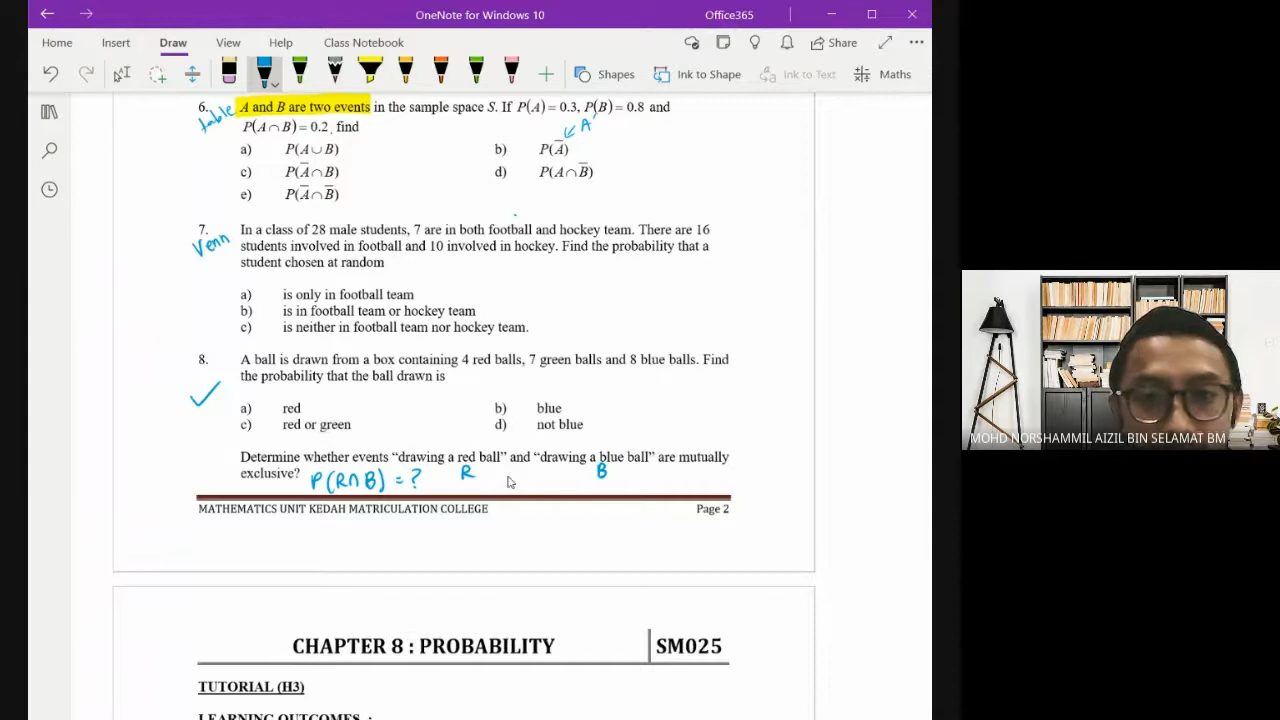 OneNote for Windows 10
Office365
Home Insert Draw View Help Class Notebook
Share
Shapes Ink to Shape Ink to Text Maths
6. A and B are two events in the sample space S. If P(A) = 0.3, P(B) = 0.8 and
table
P(A ∩ B) = 0.2 , find
A'
a) P(A ∪ B) b) P(A̅)
c) P(A̅ ∩ B) d) P(A ∩ B̅)
e) P(A̅ ∩ B̅)
7. In a class of 28 male students, 7 are in both football and hockey team. There are 16
Venn
students involved in football and 10 involved in hockey. Find the probability that a
student chosen at random
a) is only in football team
b) is in football team or hockey team
c) is neither in football team nor hockey team.
8. A ball is drawn from a box containing 4 red balls, 7 green balls and 8 blue balls. Find
the probability that the ball drawn is
a) red b) blue
c) red or green d) not blue
Determine whether events “drawing a red ball” and “drawing a blue ball” are mutually
exclusive? P(R∩B) = ? R B
MATHEMATICS UNIT KEDAH MATRICULATION COLLEGE Page 2
CHAPTER 8 : PROBABILITY SM025
TUTORIAL (H3)
LEARNING OUTCOMES :
MOHD NORSHAMMIL AIZIL BIN SELAMAT BM